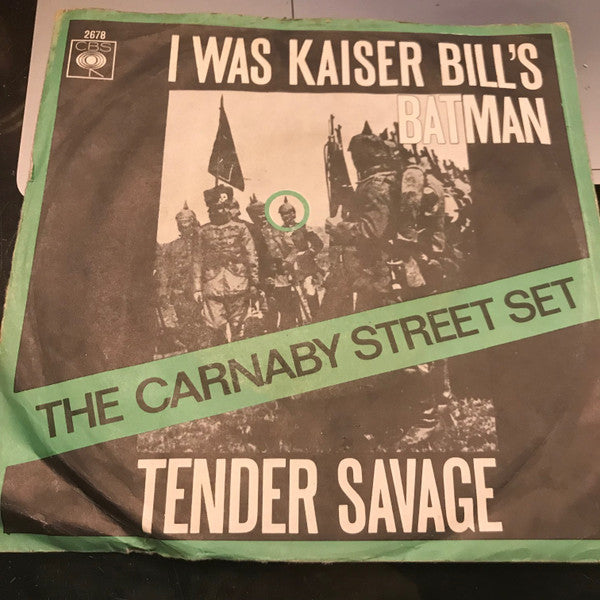 2678
CBS
I WAS KAISER BILL'S
BATMAN
THE CARNABY STREET SET
TENDER SAVAGE